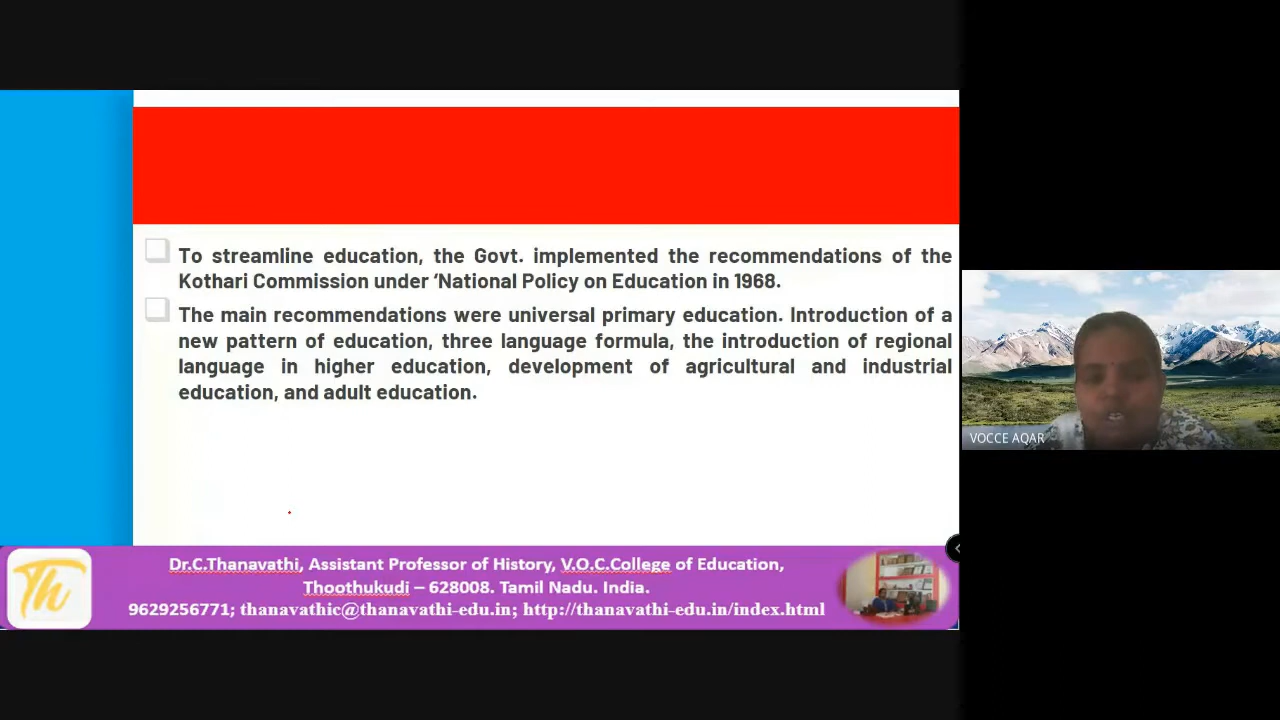 To streamline education, the Govt. implemented the recommendations of the
Kothari Commission under ‘National Policy on Education in 1968.
The main recommendations were universal primary education. Introduction of a
new pattern of education, three language formula, the introduction of regional
language in higher education, development of agricultural and industrial
education, and adult education.
VOCCE AQAR
Th
Dr.C.Thanavathi, Assistant Professor of History, V.O.C.College of Education,
Thoothukudi – 628008. Tamil Nadu. India.
9629256771; thanavathic@thanavathi-edu.in; http://thanavathi-edu.in/index.html